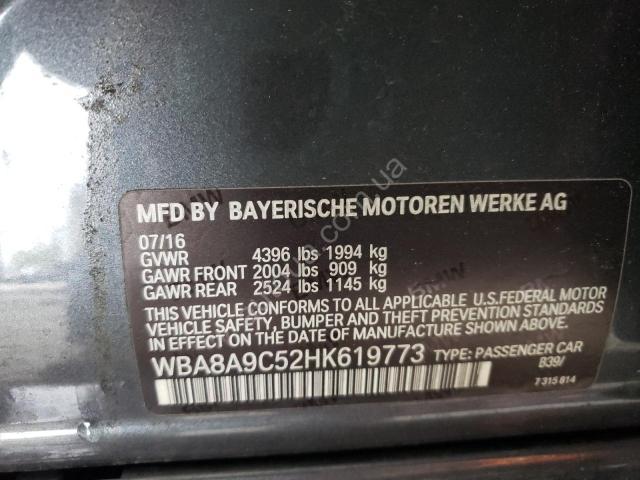 MFD BY BAYERISCHE MOTOREN WERKE AG
07/16
GVWR 4396 lbs 1994 kg
GAWR FRONT 2004 lbs 909 kg
GAWR REAR 2524 lbs 1145 kg
THIS VEHICLE CONFORMS TO ALL APPLICABLE U.S.FEDERAL MOTOR
VEHICLE SAFETY, BUMPER, AND THEFT PREVENTION STANDARDS
IN EFFECT ON THE DATE OF MANUFACTURE SHOWN ABOVE.
WBA8A9C52HK619773 TYPE: PASSENGER CAR
B39/
7 315 814